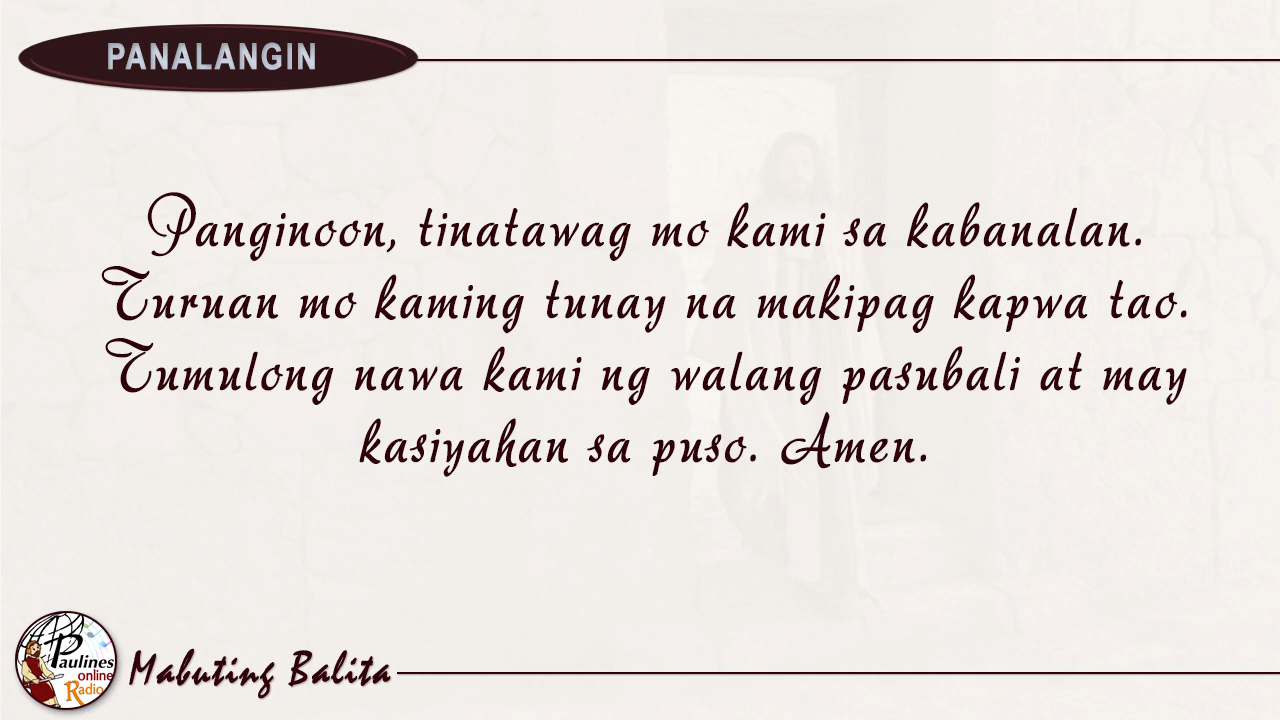 PANALANGIN
Panginoon, tinatawag mo kami sa kabanalan.
Turuan mo kaming tunay na makipag kapwa tao.
Tumulong nawa kami ng walang pasubali at may
kasiyahan sa puso. Amen.
Paulines
online
Radio
Mabuting Balita